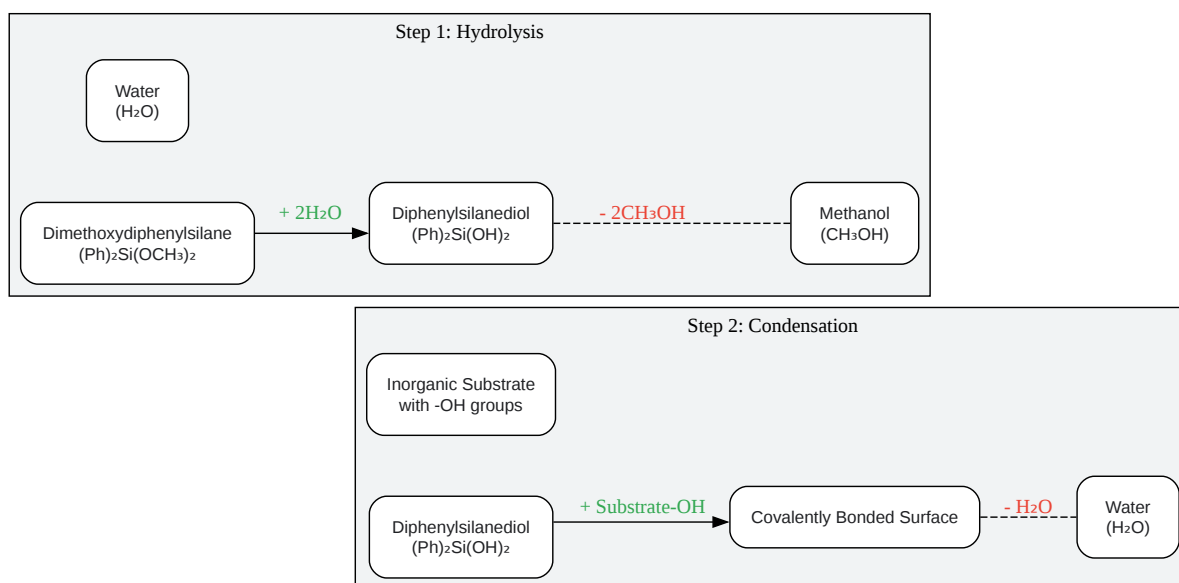 Step 1: Hydrolysis
Water
(H₂O)
Dimethoxydiphenylsilane
(Ph)₂Si(OCH₃)₂
+ 2H₂O
Diphenylsilanediol
(Ph)₂Si(OH)₂
- 2CH₃OH
Methanol
(CH₃OH)
Step 2: Condensation
Inorganic Substrate
with -OH groups
Diphenylsilanediol
(Ph)₂Si(OH)₂
+ Substrate-OH
Covalently Bonded Surface
- H₂O
Water
(H₂O)